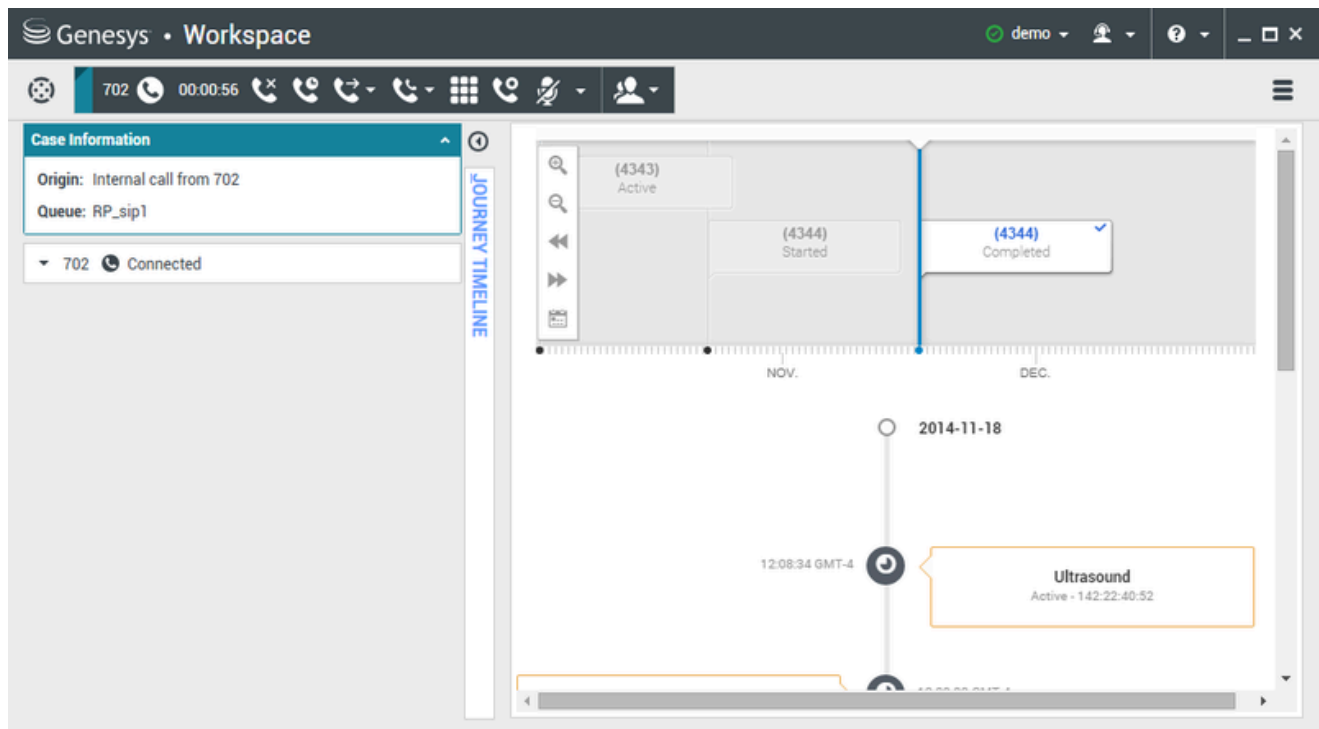 Genesys • Workspace
demo
702 00:00:56
Case Information
Origin: Internal call from 702
Queue: RP_sip1
702 Connected
JOURNEY TIMELINE
(4343)
Active
(4344)
Started
(4344)
Completed
NOV. DEC.
2014-11-18
12:08:34 GMT-4
Ultrasound
Active - 142:22:40:52